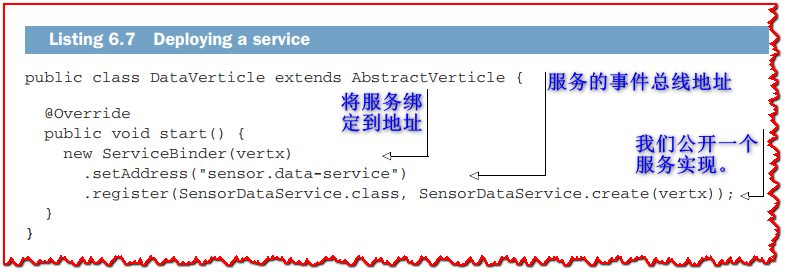 Listing 6.7 Deploying a service
public class DataVerticle extends AbstractVerticle {
服务的事件总线地址
将服务绑
定到地址
@Override
public void start() {
我们公开一个
服务实现。
new ServiceBinder(vertx)
.setAddress("sensor.data-service")
.register(SensorDataService.class, SensorDataService.create(vertx));
}
}